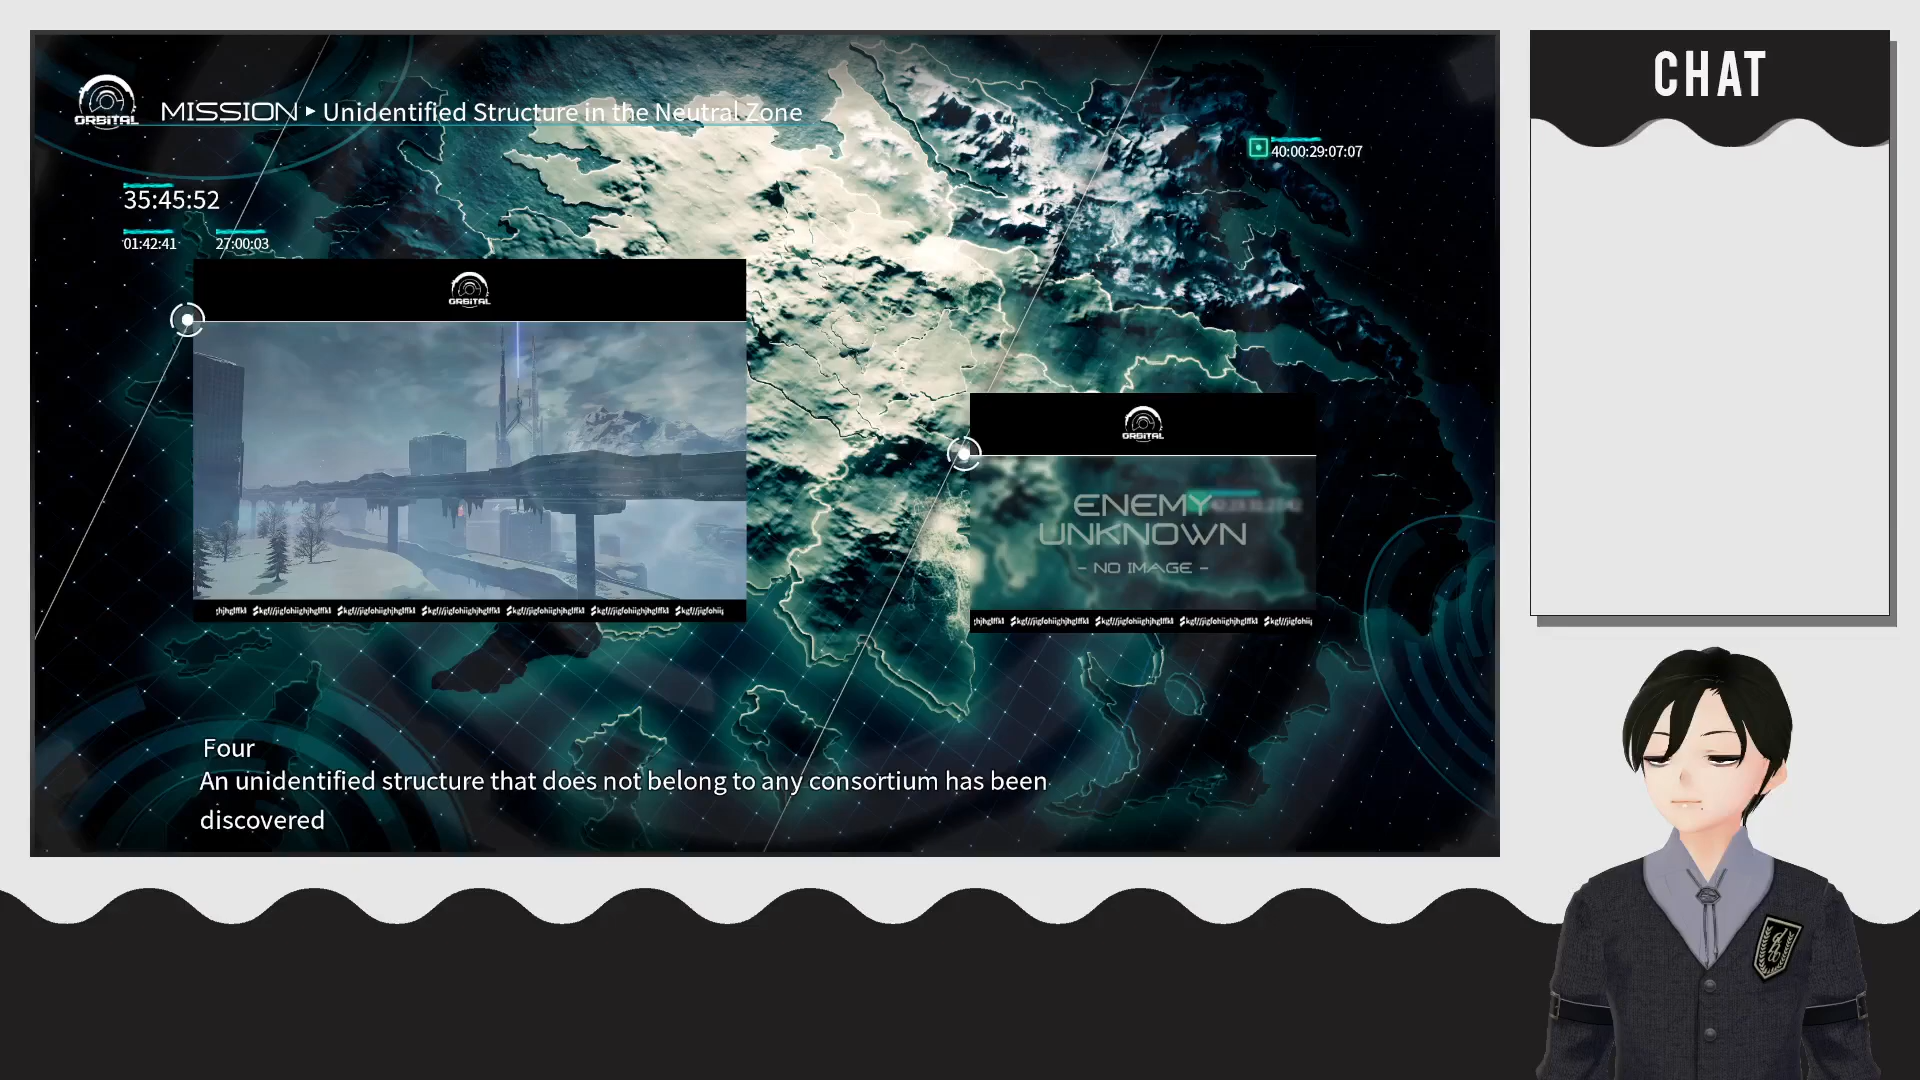 ORBITAL
MISSION ▸ Unidentified Structure in the Neutral Zone
40:00:29:07:07
35:45:52
01:42:41 27:00:03
ORBITAL
ORBITAL
ENEMY
UNKNOWN
- NO IMAGE -
Four
An unidentified structure that does not belong to any consortium has been
discovered
CHAT